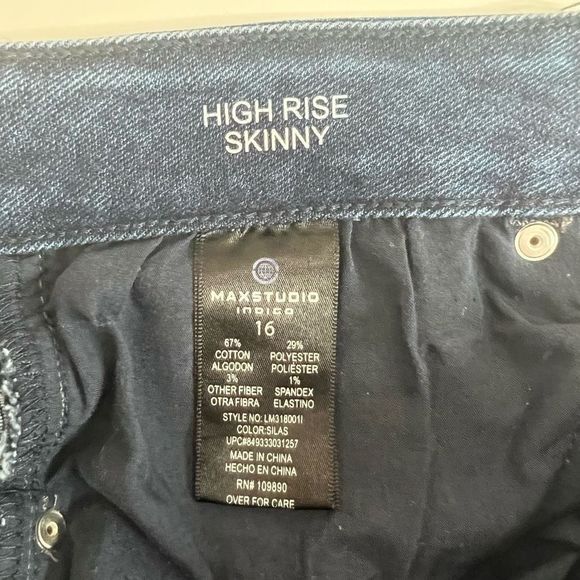 HIGH RISE
SKINNY
MAXSTUDIO
INDIGO
16
67% 29%
COTTON POLYESTER
ALGODON POLIÉSTER
3% 1%
OTHER FIBER SPANDEX
OTRA FIBRA ELASTINO
STYLE NO: LM318001I
COLOR:SILAS
UPC#849333031257
MADE IN CHINA
HECHO EN CHINA
RN# 109890
OVER FOR CARE